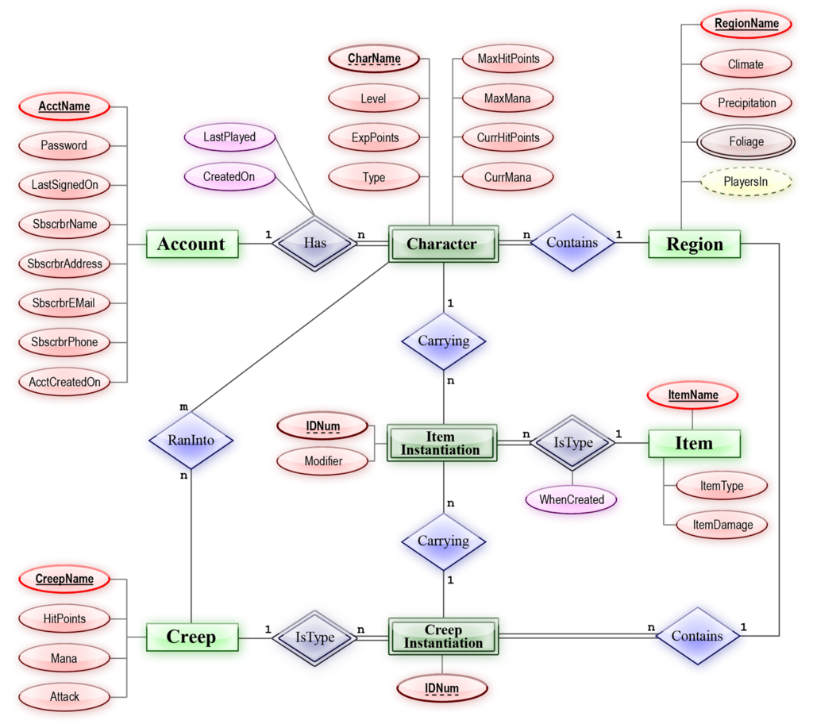 RegionName
CharName
MaxHitPoints
Climate
AcctName
Level
MaxMana
Precipitation
LastPlayed
ExpPoints
CurrHitPoints
Password
Foliage
CreatedOn
Type
CurrMana
LastSignedOn
PlayersIn
SbscrbrName
Account
1
Has
n
Character
n
Contains
1
Region
SbscrbrAddress
SbscrbrEMail
1
SbscrbrPhone
Carrying
AcctCreatedOn
n
m
ItemName
RanInto
IDNum
Item
Instantiation
n
IsType
1
Item
Modifier
n
WhenCreated
ItemType
n
ItemDamage
Carrying
CreepName
1
HitPoints
Creep
1
IsType
n
Creep
Instantiation
n
Contains
1
Mana
IDNum
Attack